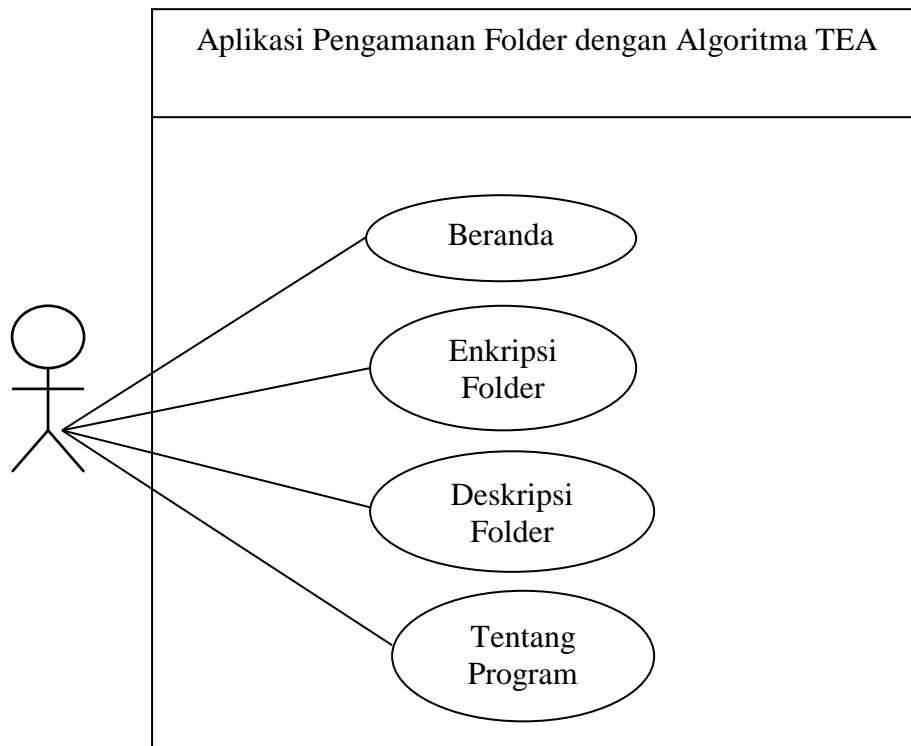 Aplikasi Pengamanan Folder dengan Algoritma TEA
Beranda
Enkripsi
Folder
Deskripsi
Folder
Tentang
Program